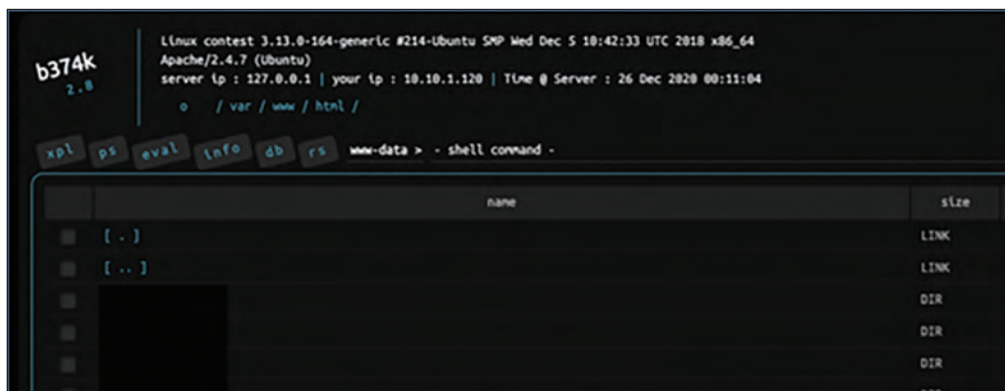 b374k
2.8
Linux contest 3.13.0-164-generic #214-Ubuntu SMP Wed Dec 5 10:42:33 UTC 2018 x86_64
Apache/2.4.7 (Ubuntu)
server ip : 127.0.0.1 | your ip : 10.10.1.120 | Time @ Server : 26 Dec 2020 00:11:04
o / var / www / html /
xpl ps eval info db rs www-data > - shell command -
name size
[ . ] LINK
[ .. ] LINK
DIR
DIR
DIR